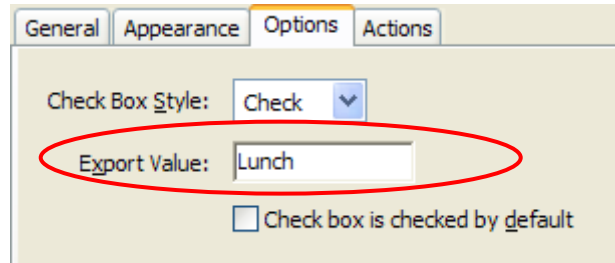 General Appearance Options Actions
Check Box Style: Check
Export Value: Lunch
Check box is checked by default